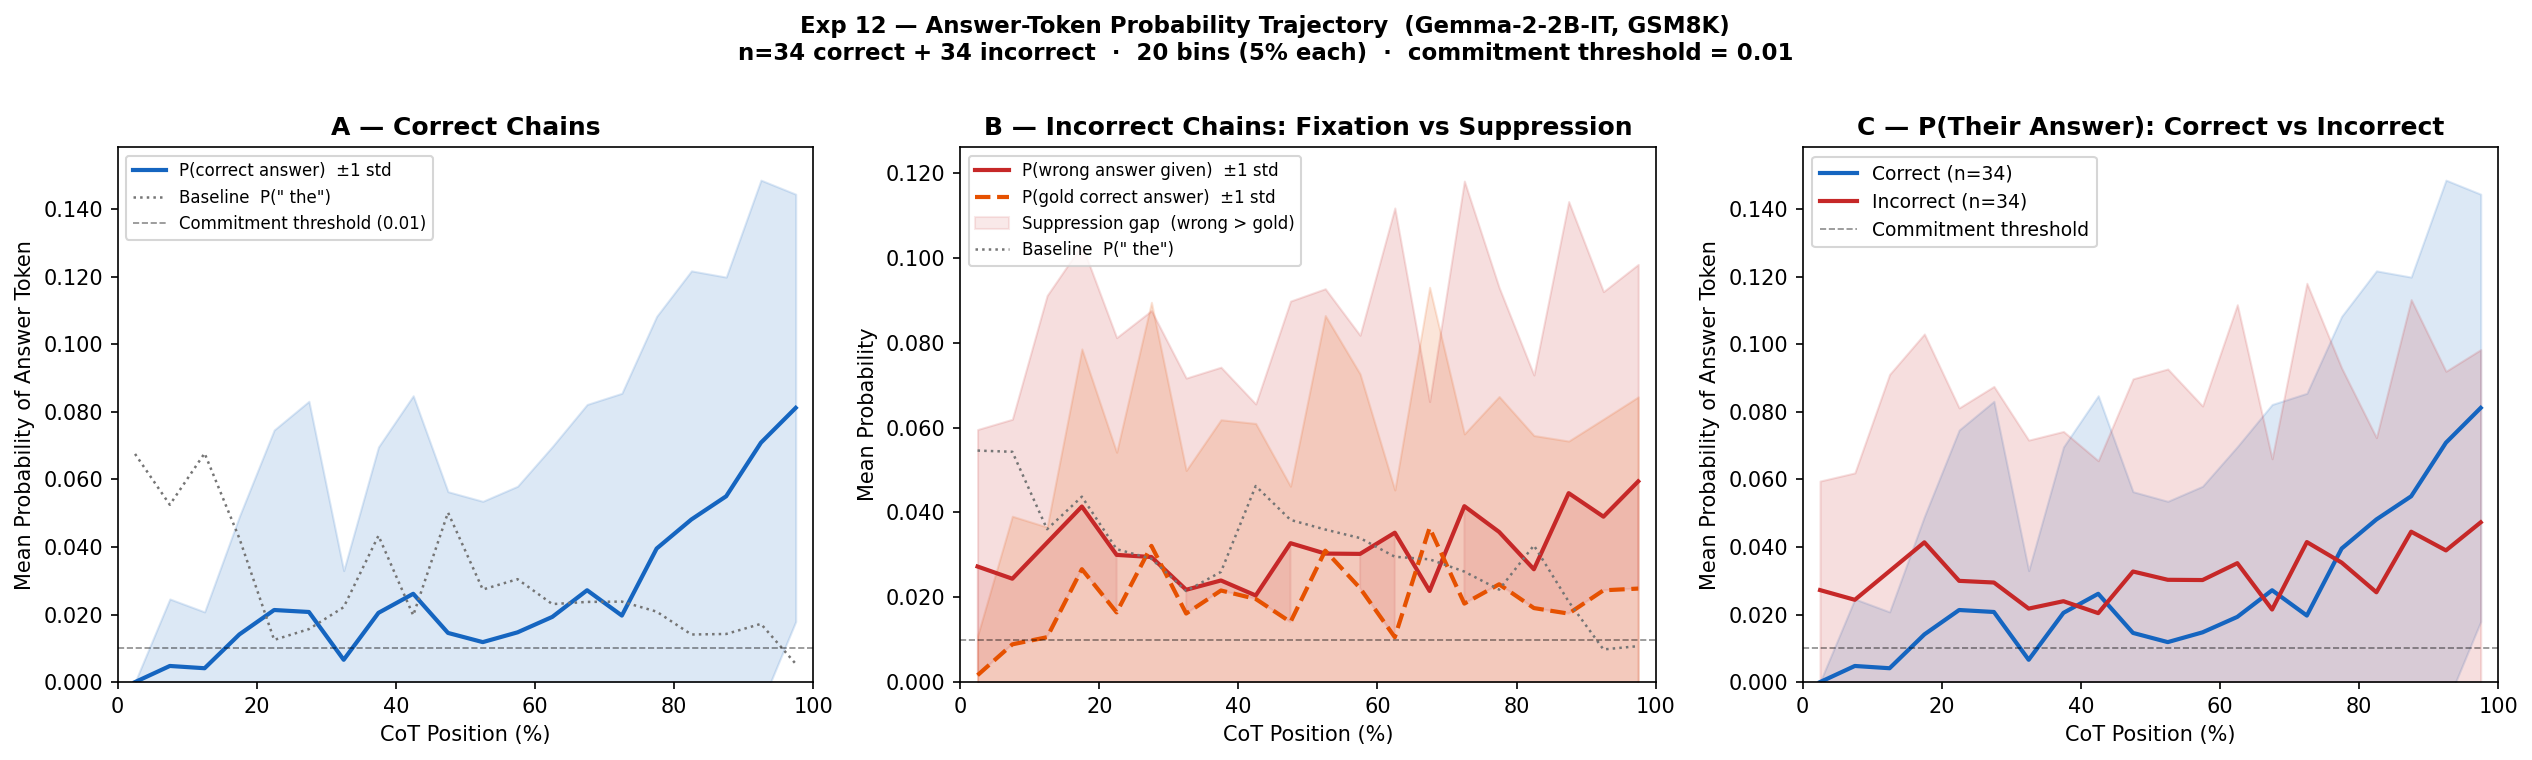 Exp 12 — Answer-Token Probability Trajectory  (Gemma-2-2B-IT, GSM8K)
n=34 correct + 34 incorrect  ·  20 bins (5% each)  ·  commitment threshold = 0.01
A — Correct Chains
Mean Probability of Answer Token
0.140
0.120
0.100
0.080
0.060
0.040
0.020
0.000
P(correct answer)  ±1 std
Baseline  P(" the")
Commitment threshold (0.01)
0 20 40 60 80 100
CoT Position (%)
B — Incorrect Chains: Fixation vs Suppression
Mean Probability
0.120
0.100
0.080
0.060
0.040
0.020
0.000
P(wrong answer given)  ±1 std
P(gold correct answer)  ±1 std
Suppression gap  (wrong > gold)
Baseline  P(" the")
0 20 40 60 80 100
CoT Position (%)
C — P(Their Answer): Correct vs Incorrect
Mean Probability of Answer Token
0.140
0.120
0.100
0.080
0.060
0.040
0.020
0.000
Correct (n=34)
Incorrect (n=34)
Commitment threshold
0 20 40 60 80 100
CoT Position (%)